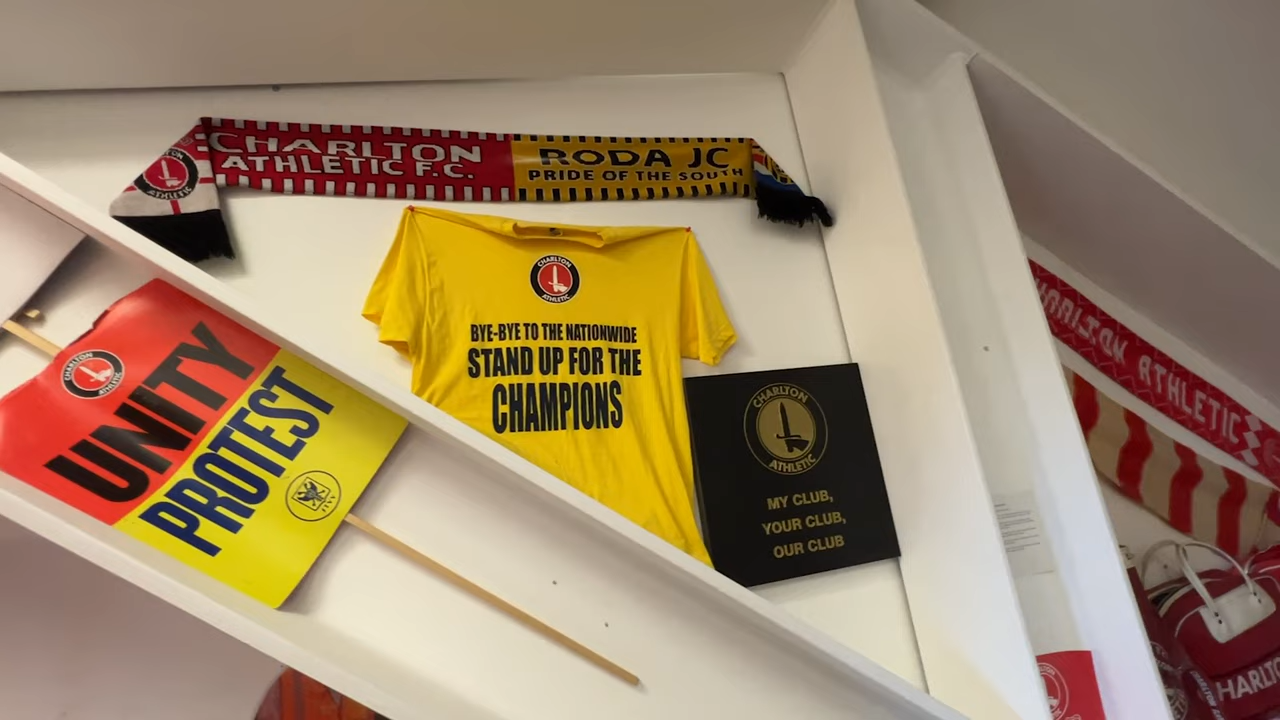 CHARLTON
ATHLETIC F.C.
RODA JC
PRIDE OF THE SOUTH
ATHLETIC
CHARLTON
ATHLETIC
BYE-BYE TO THE NATIONWIDE
STAND UP FOR THE
CHAMPIONS
CHARLTON
ATHLETIC
UNITY
PROTEST
CHARLTON
ATHLETIC
MY CLUB,
YOUR CLUB,
OUR CLUB
CHARLTON ATHLETIC